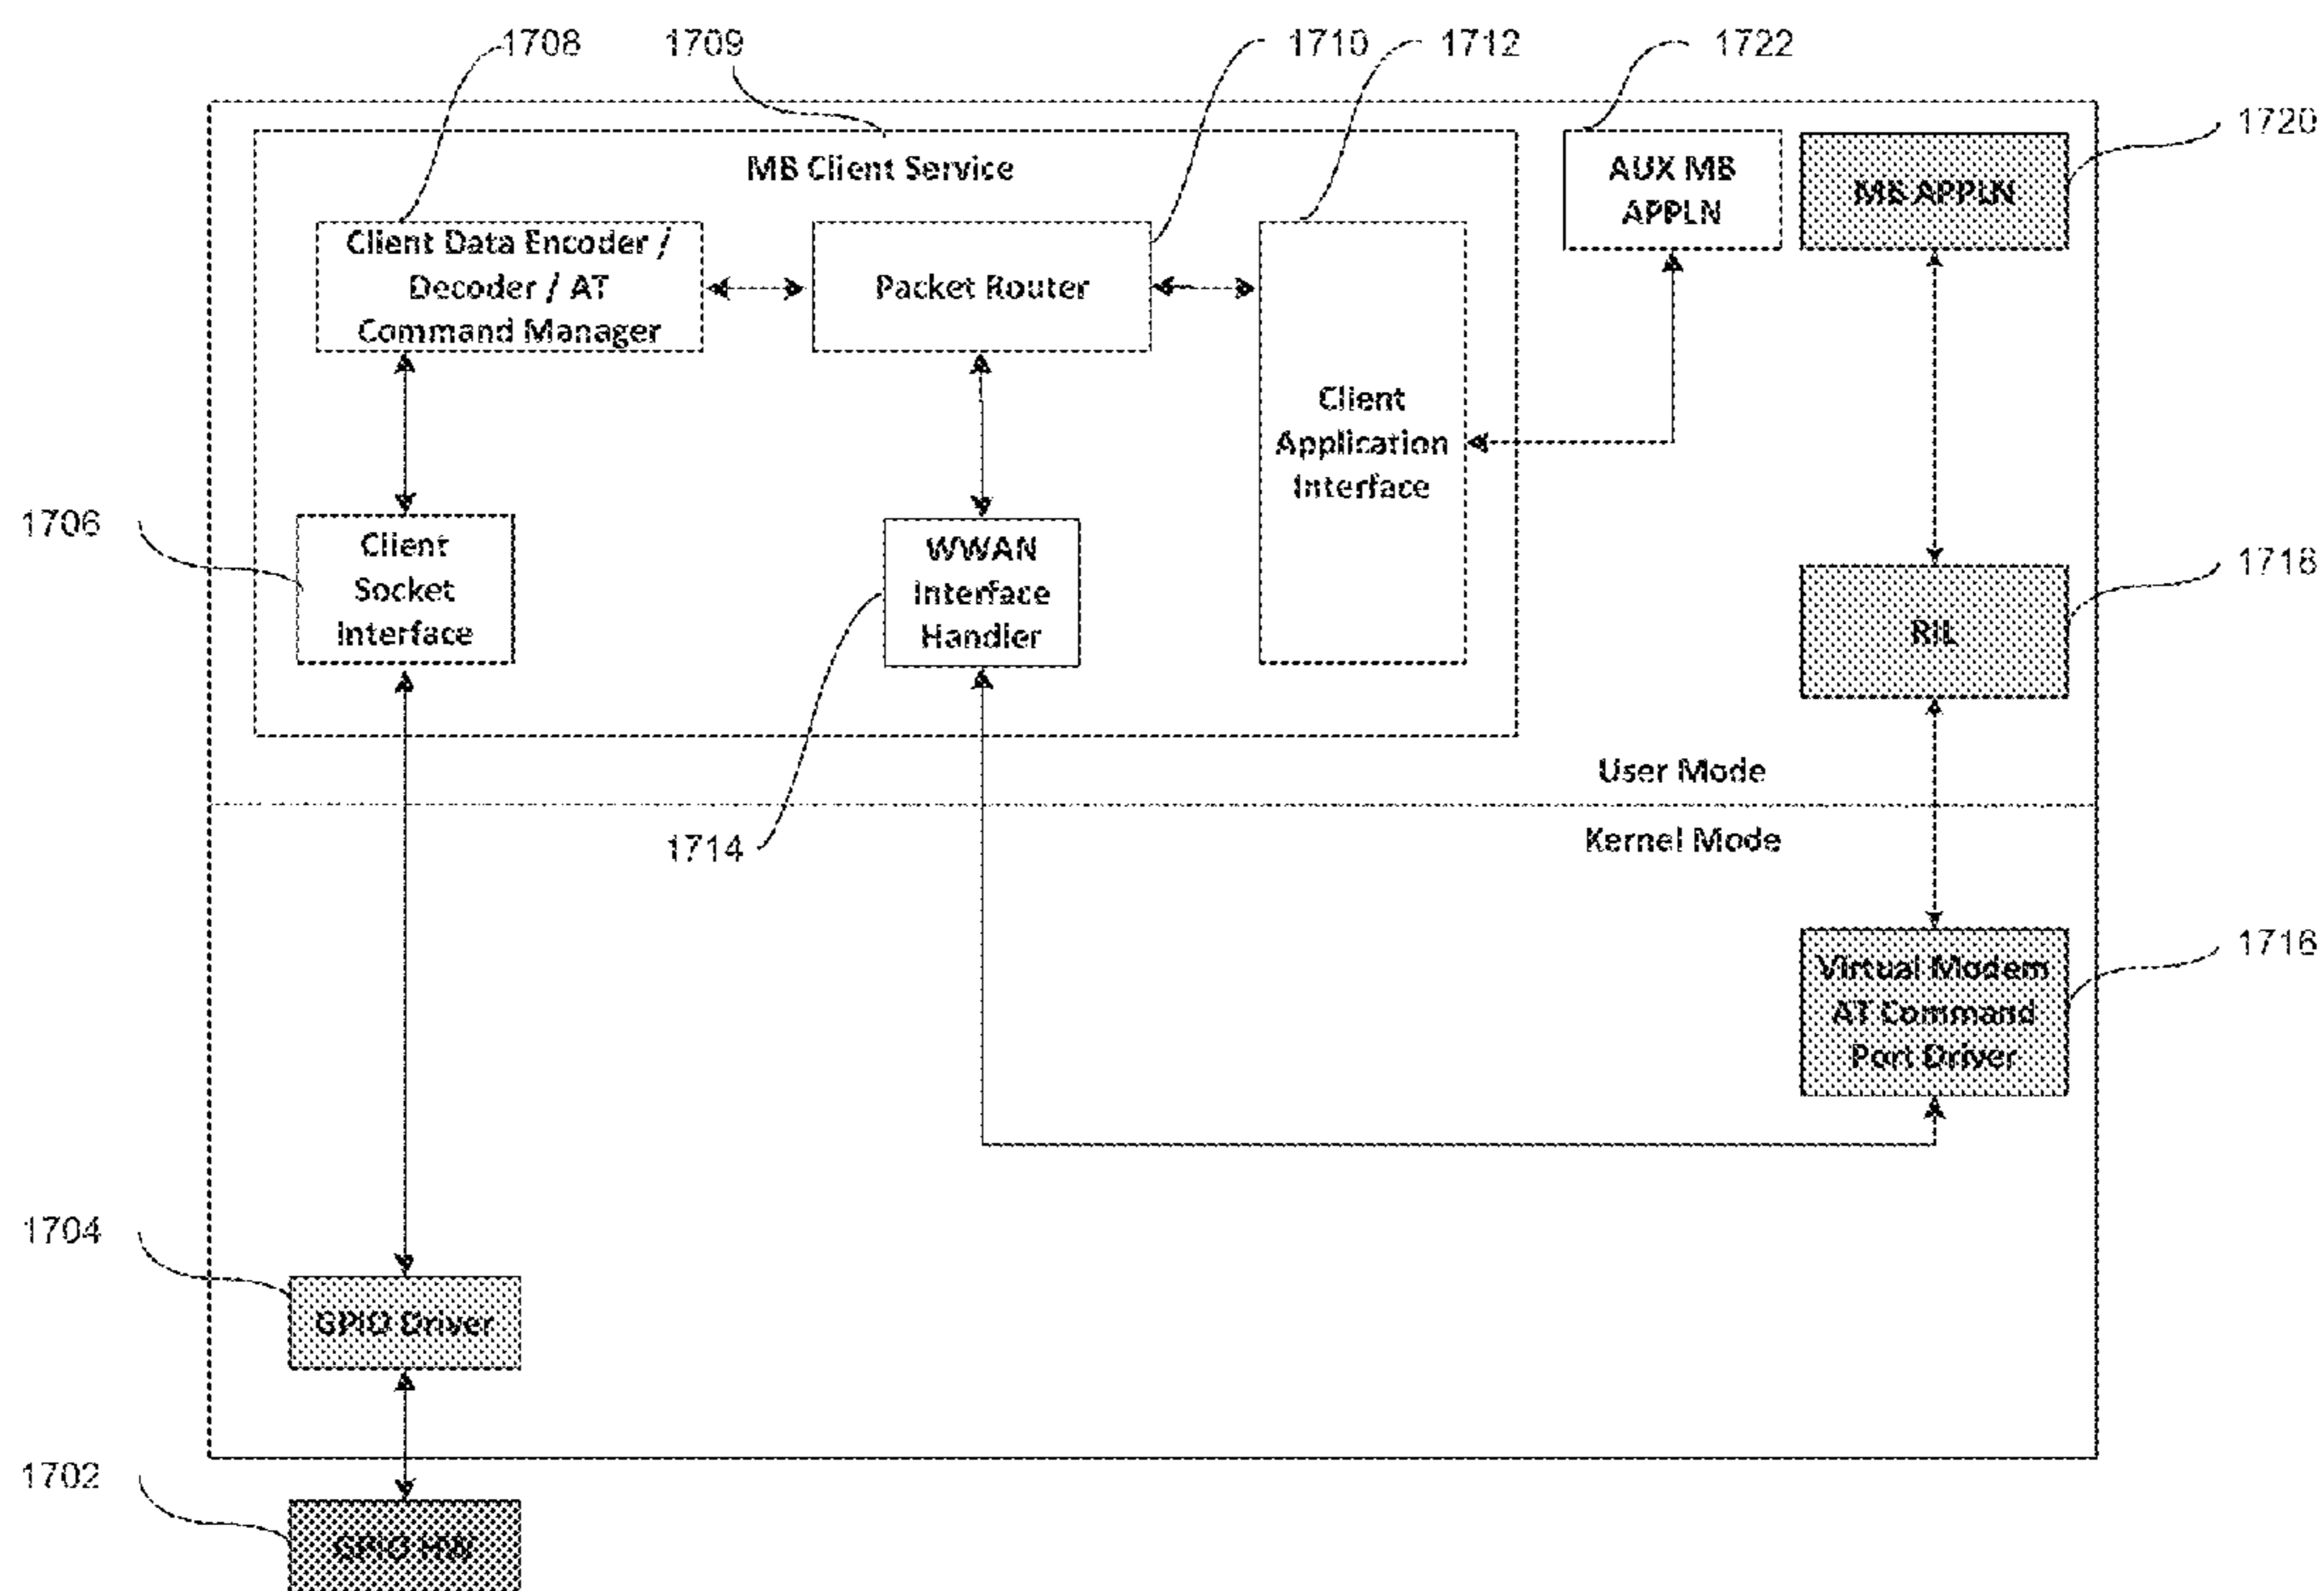 1708
1709
1710
1712
1722
1720
MB Client Service
AUX MB
APPLN
MB APPLN
Client Data Encoder /
Decoder / AT
Command Manager
Packet Router
Client
Application
Interface
1706
Client
Socket
Interface
WWAN
Interface
Handler
1718
RIL
User Mode
Kernel Mode
1714
1716
Virtual Modem
AT Command
Port Driver
1704
GPIO Driver
1702
GPIO HW